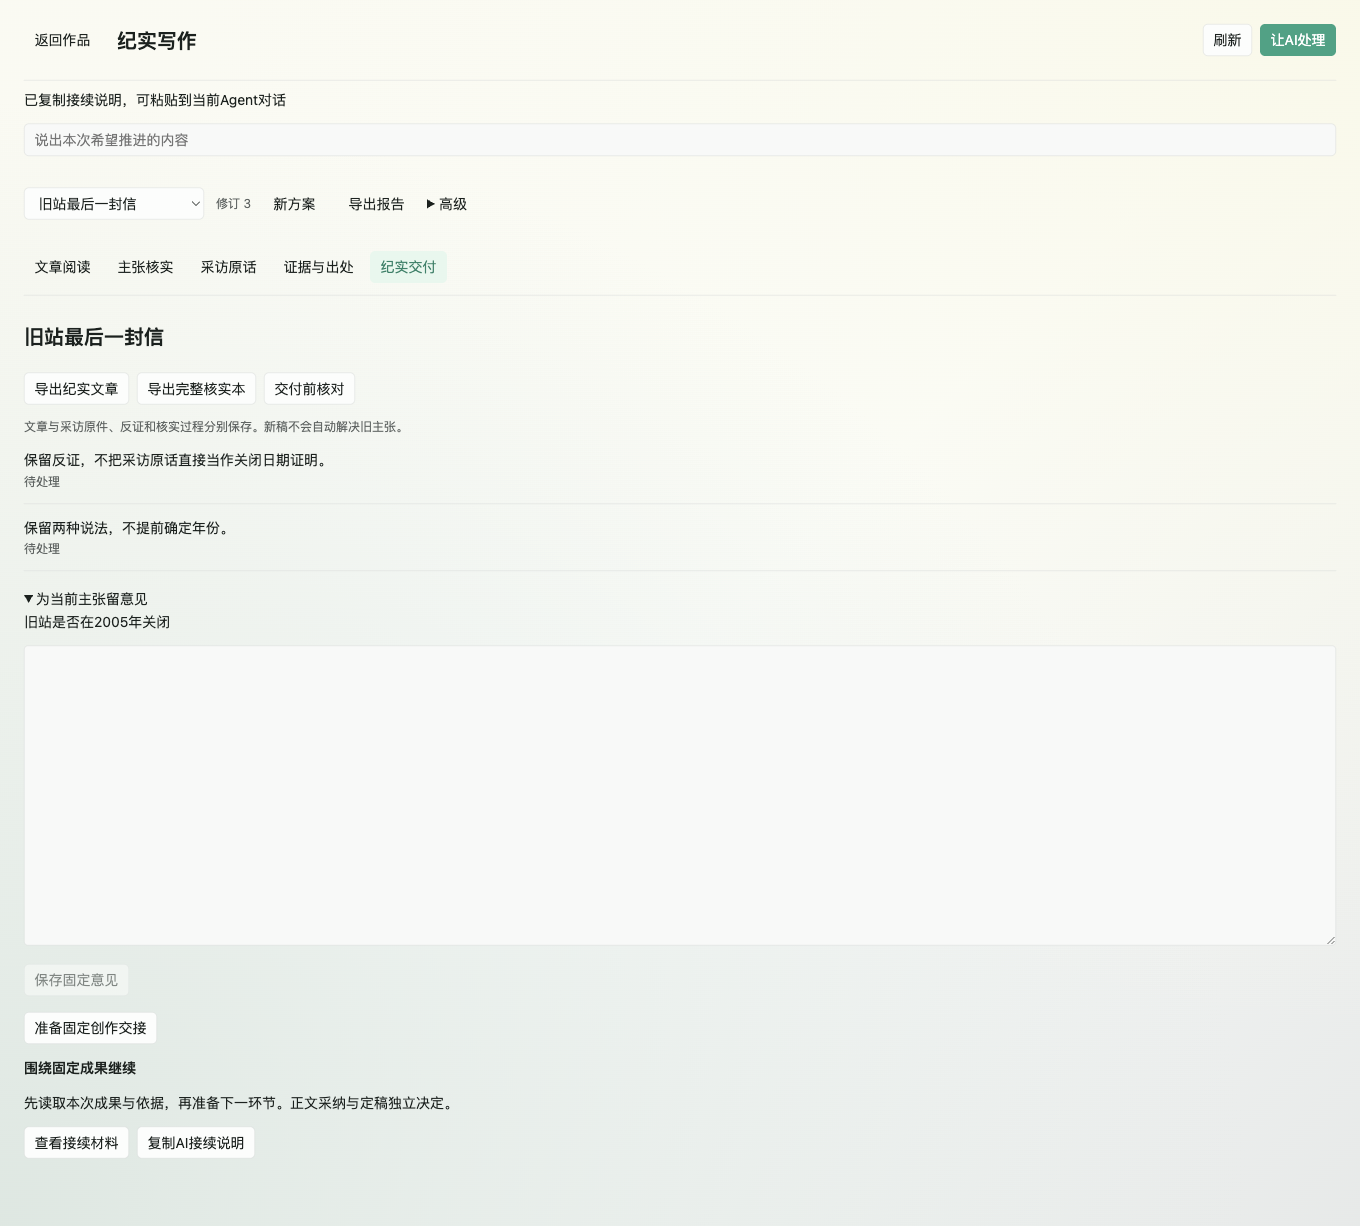 返回作品 纪实写作 刷新 让AI处理
已复制接续说明，可粘贴到当前Agent对话
说出本次希望推进的内容
旧站最后一封信 修订 3 新方案 导出报告 高级
文章阅读 主张核实 采访原话 证据与出处 纪实交付
旧站最后一封信
导出纪实文章 导出完整核实本 交付前核对
文章与采访原件、反证和核实过程分别保存。新稿不会自动解决旧主张。
保留反证，不把采访原话直接当作关闭日期证明。
待处理
保留两种说法，不提前确定年份。
待处理
为当前主张留意见
旧站是否在2005年关闭
保存固定意见
准备固定创作交接
围绕固定成果继续
先读取本次成果与依据，再准备下一环节。正文采纳与定稿独立决定。
查看接续材料 复制AI接续说明